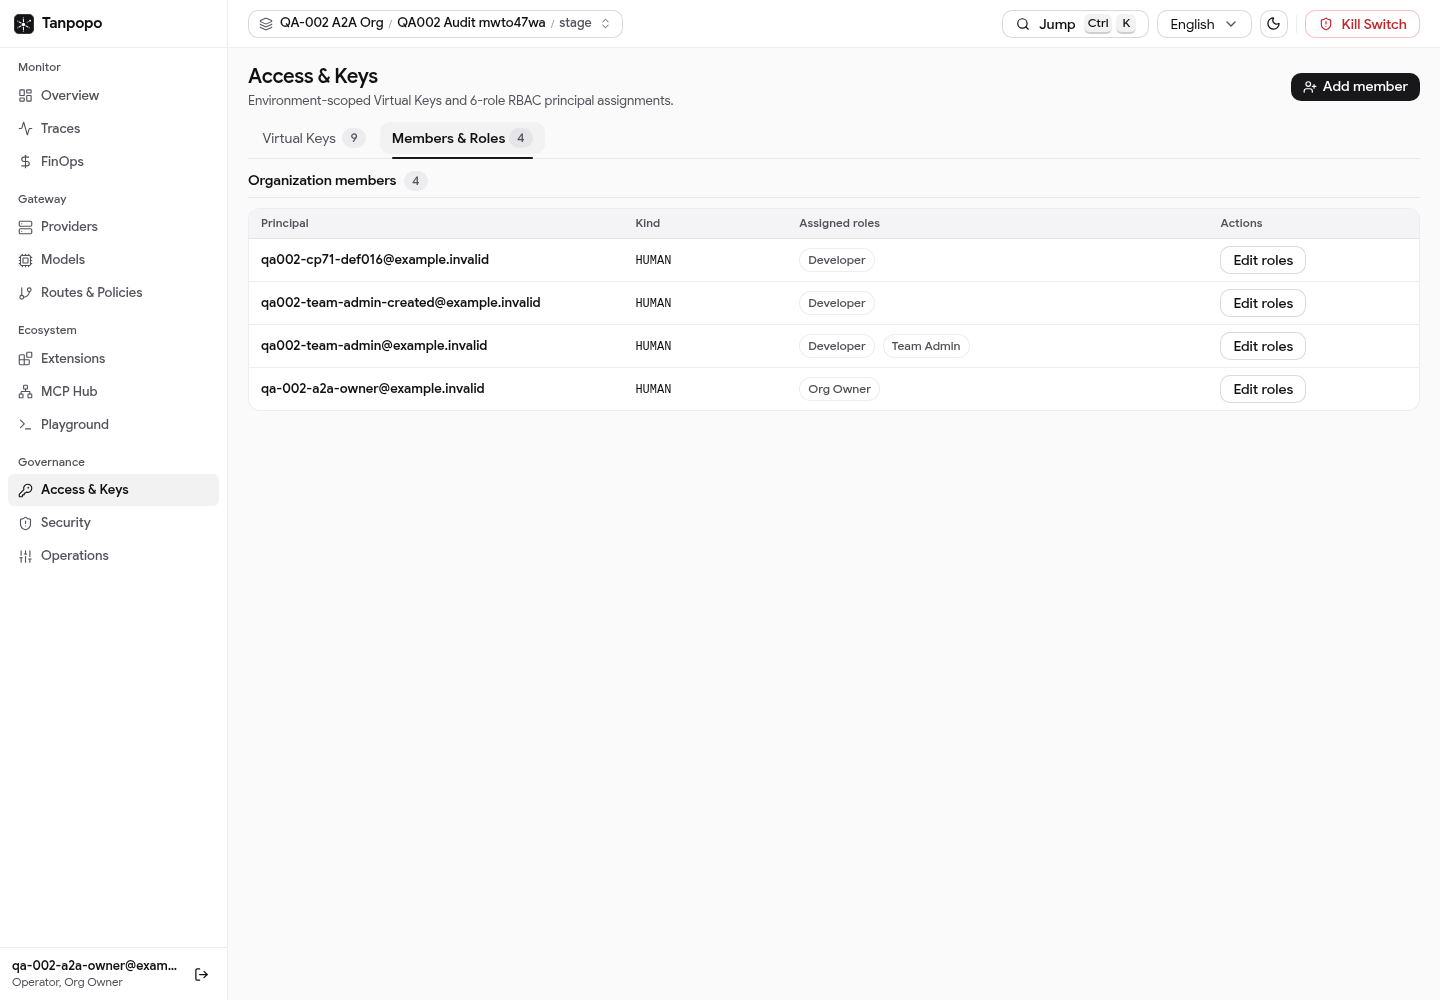 Tanpopo
QA-002 A2A Org / QA002 Audit mwto47wa / stage
Jump Ctrl K
English
Kill Switch
Monitor
Overview
Traces
FinOps
Gateway
Providers
Models
Routes & Policies
Ecosystem
Extensions
MCP Hub
Playground
Governance
Access & Keys
Security
Operations
qa-002-a2a-owner@exam...
Operator, Org Owner
Access & Keys
Environment-scoped Virtual Keys and 6-role RBAC principal assignments.
Add member
Virtual Keys 9
Members & Roles 4
Organization members 4
Principal Kind Assigned roles Actions
qa002-cp71-def016@example.invalid HUMAN Developer Edit roles
qa002-team-admin-created@example.invalid HUMAN Developer Edit roles
qa002-team-admin@example.invalid HUMAN Developer Team Admin Edit roles
qa-002-a2a-owner@example.invalid HUMAN Org Owner Edit roles